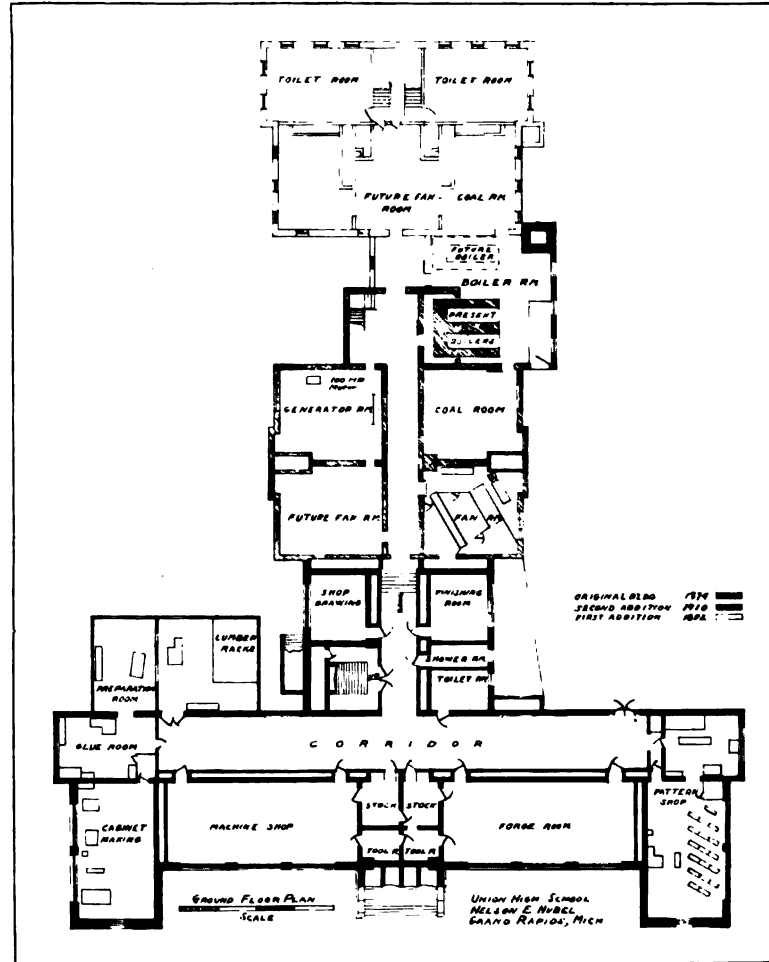 TOILET ROOM
TOILET ROOM
FUTURE FAN
ROOM
COAL RM
FUTURE
BOILER
BOILER RM
PRESENT
BOILERS
GENERATOR RM.
COAL ROOM
FUTURE FAN RM.
FAN RM.
SHOP
DRAWING
FINISHING
ROOM
ORIGINAL BLDG
SECOND ADDITION 1910
FIRST ADDITION
LUMBER
RACKS
PREPARATION
ROOM
SHOWER RM.
TOILET RM.
GLUE ROOM
CORRIDOR
PATTERN
SHOP
CABINET
MAKING
MACHINE SHOP
STOCK
STOCK
FORGE ROOM
TOOL R
TOOL R
GROUND FLOOR PLAN
SCALE
UNION HIGH SCHOOL
NELSON E. HUBEL
GRAND RAPIDS, MICH